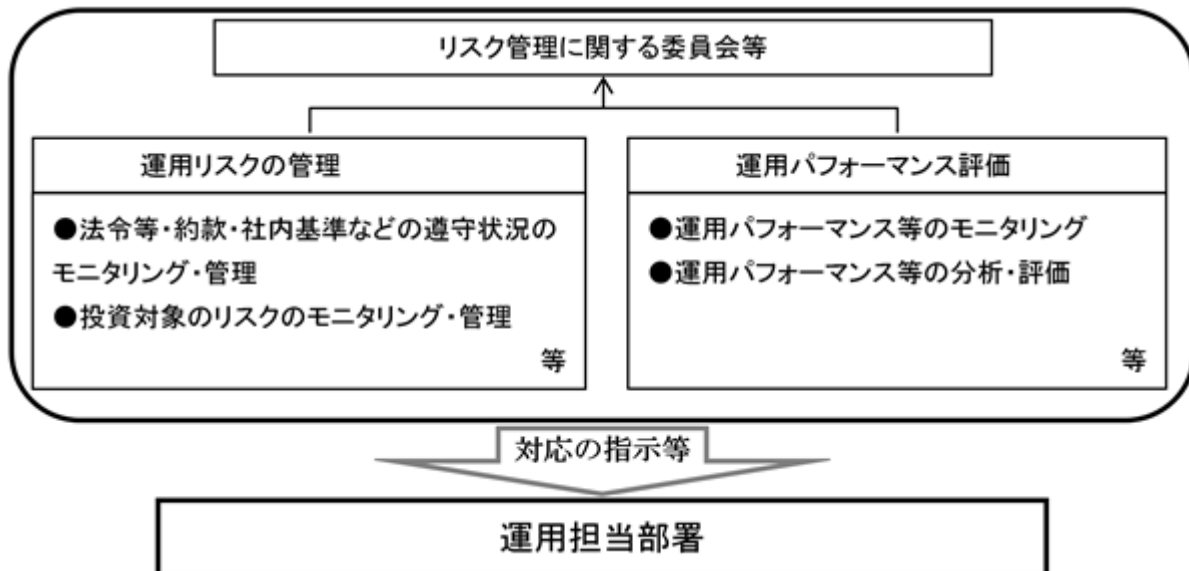 リスク管理に関する委員会等
運用リスクの管理
●法令等・約款・社内基準などの遵守状況の
モニタリング・管理
●投資対象のリスクのモニタリング・管理
等
運用パフォーマンス評価
●運用パフォーマンス等のモニタリング
●運用パフォーマンス等の分析・評価
等
対応の指示等
運用担当部署